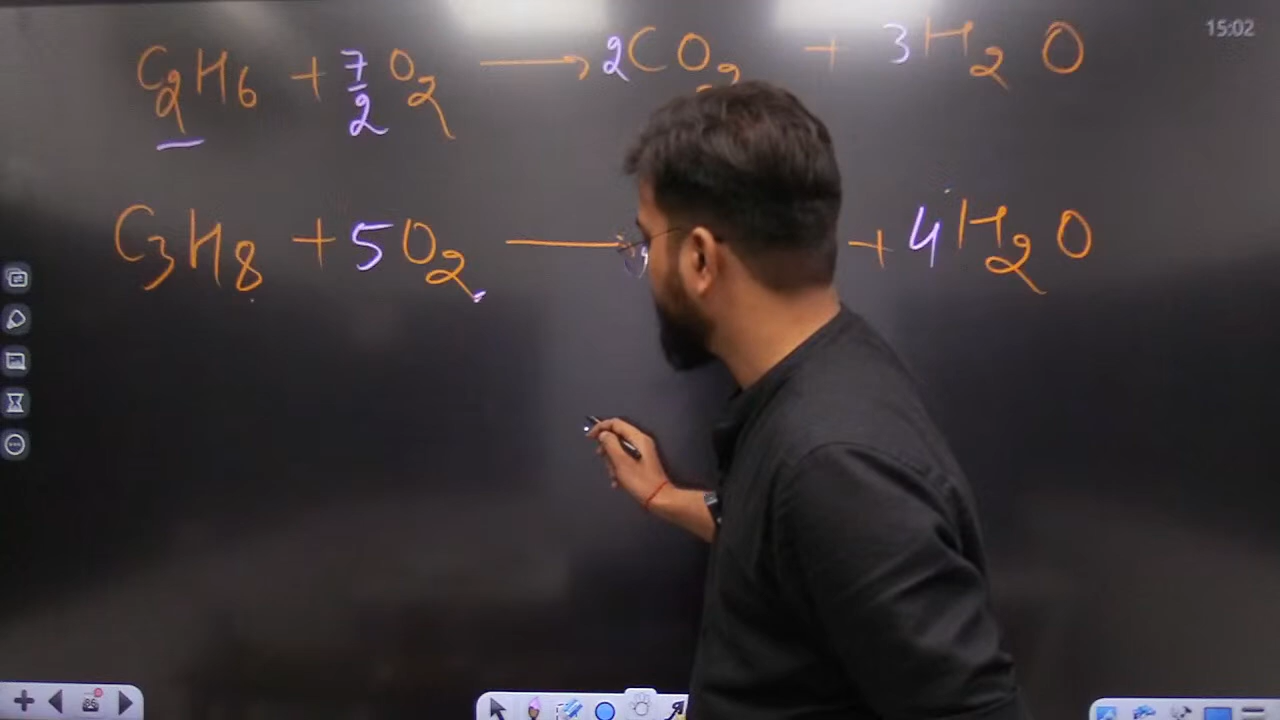 15:02
C2H6 + 7/2 O2 → 2CO2 + 3H2O
C3H8 + 5O2 + 4H2O